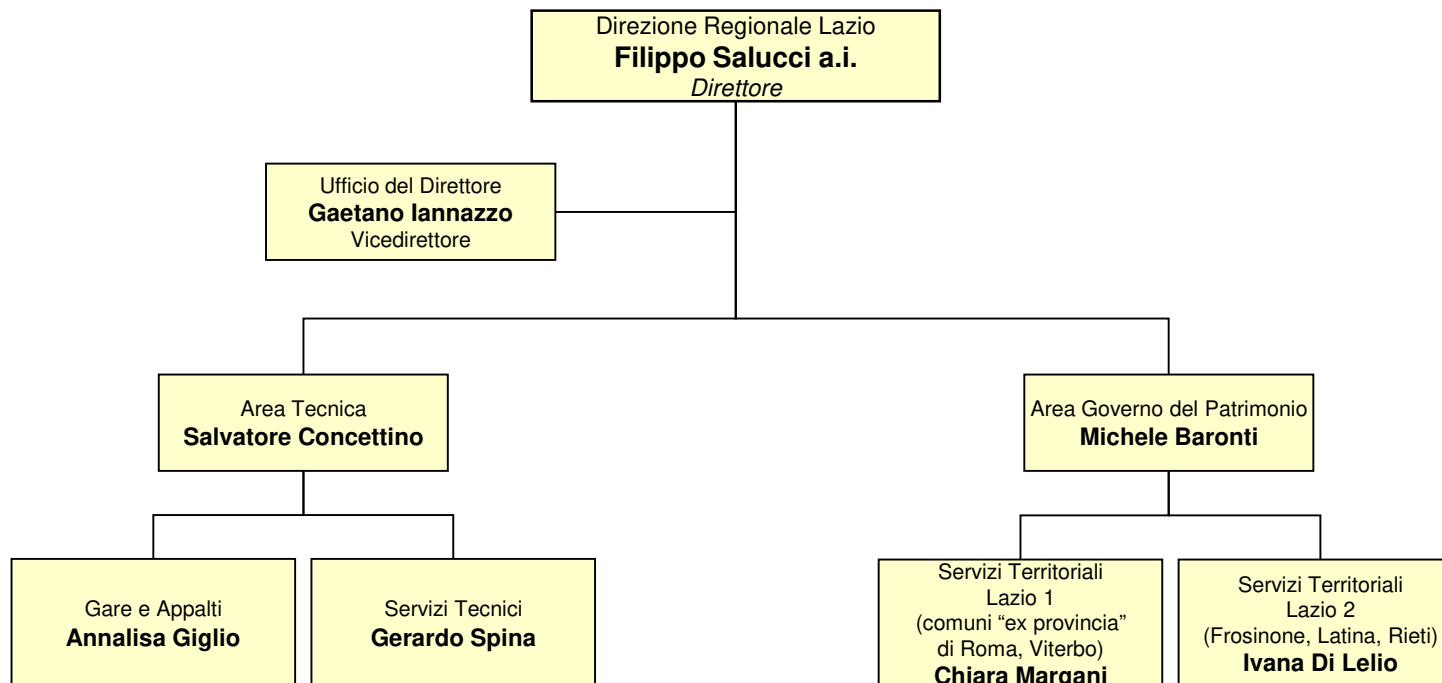 Direzione Regionale Lazio
Filippo Salucci a.i.
Direttore
Ufficio del Direttore
Gaetano Iannazzo
Vicedirettore
Area Tecnica
Salvatore Concettino
Area Governo del Patrimonio
Michele Baronti
Gare e Appalti
Annalisa Giglio
Servizi Tecnici
Gerardo Spina
Servizi Territoriali
Lazio 1
(comuni “ex provincia”
di Roma, Viterbo)
Chiara Margani
Servizi Territoriali
Lazio 2
(Frosinone, Latina, Rieti)
Ivana Di Lelio